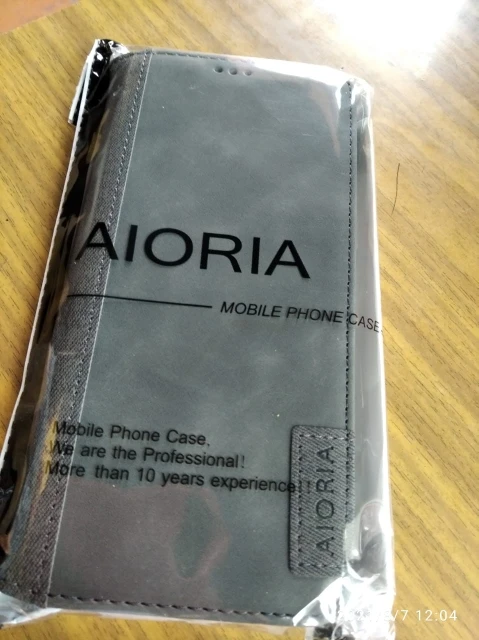 AIORIA
MOBILE PHONE CASE
Mobile Phone Case,
We are the Professional!
More than 10 years experience!
AIORIA
/7 12:04